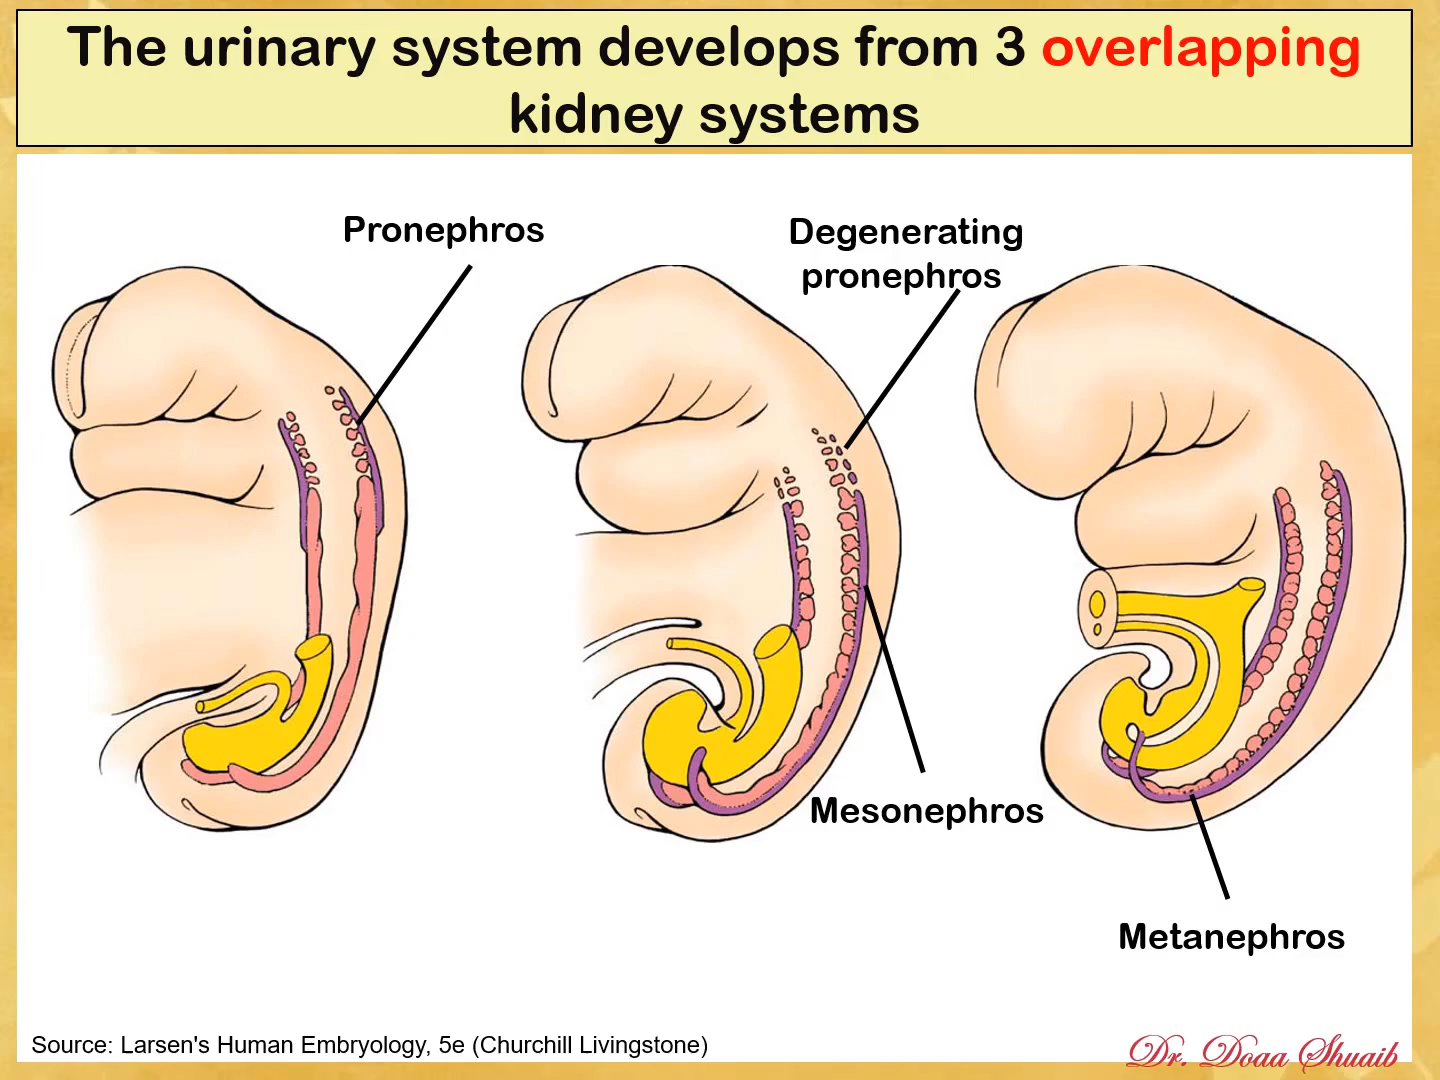 The urinary system develops from 3 overlapping
kidney systems
Pronephros
Degenerating
pronephros
Mesonephros
Metanephros
Source: Larsen's Human Embryology, 5e (Churchill Livingstone)
Dr. Doaa Shuaib